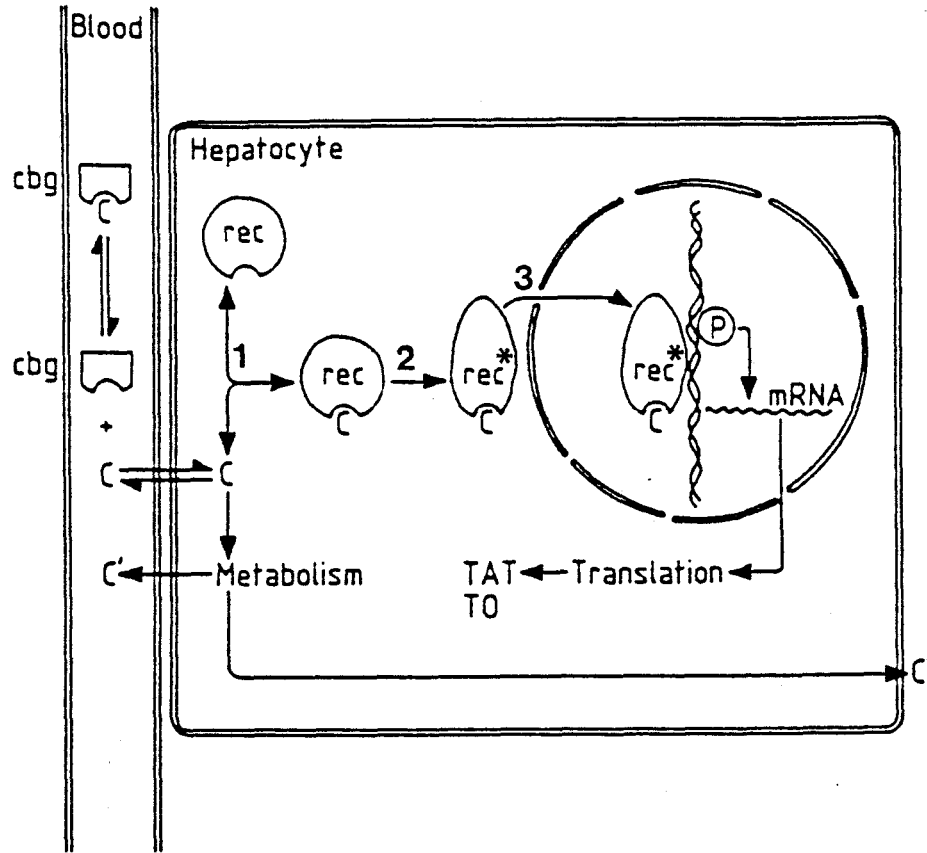 Blood
Hepatocyte
cbg
C
rec
cbg
1
rec
C
2
rec*
C
3
rec*
C
P
mRNA
+
C
C
C'
Metabolism
TAT
TO
Translation
C